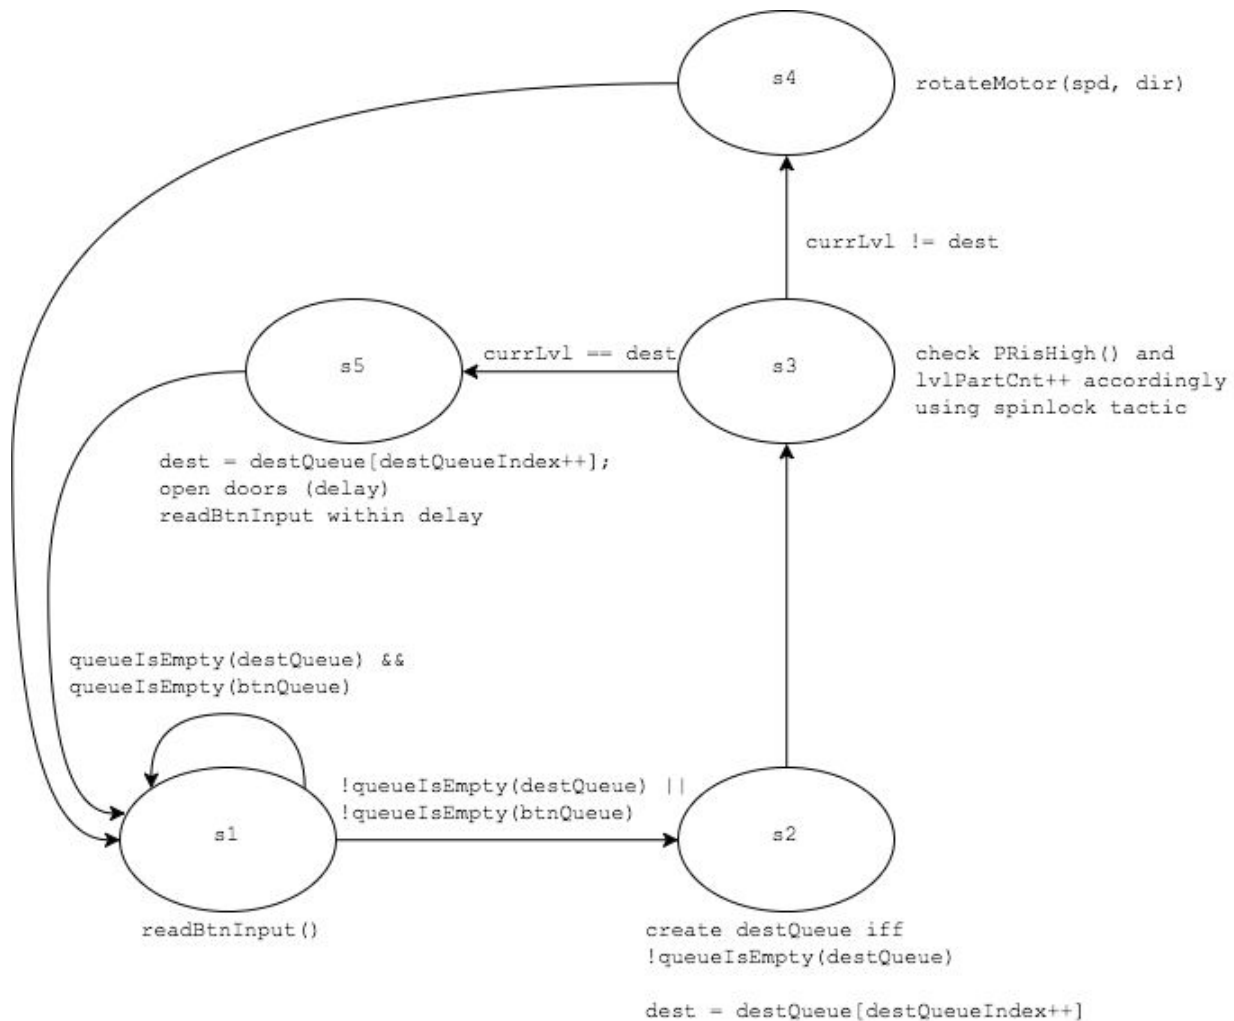 s4
rotateMotor(spd, dir)
currLvl != dest
s5
currLvl == dest
s3
check PRisHigh() and
lvlPartCnt++ accordingly
using spinlock tactic
dest = destQueue[destQueueIndex++];
open doors (delay)
readBtnInput within delay
queueIsEmpty(destQueue) &&
queueIsEmpty(btnQueue)
!queueIsEmpty(destQueue) ||
!queueIsEmpty(btnQueue)
s1
s2
readBtnInput()
create destQueue iff
!queueIsEmpty(destQueue)
dest = destQueue[destQueueIndex++]